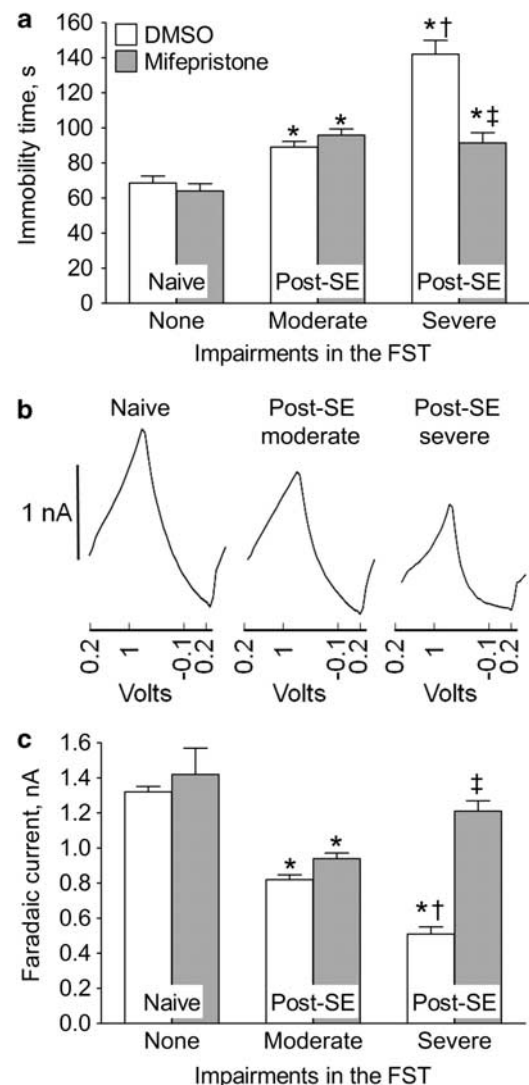 a
160
140
120
100
80
60
40
20
0
Immobility time, s
DMSO
Mifepristone
* *
*†
*‡
Naive Post-SE Post-SE
None Moderate Severe
Impairments in the FST
b
Naive Post-SE moderate Post-SE severe
1 nA
0.2 1 -0.1 0.2 0.2 1 -0.1 0.2 0.2 1 -0.1 0.2
Volts Volts Volts
c
1.6
1.4
1.2
1.0
0.8
0.6
0.4
0.2
0.0
Faradaic current, nA
* *
*†
‡
Naive Post-SE Post-SE
None Moderate Severe
Impairments in the FST